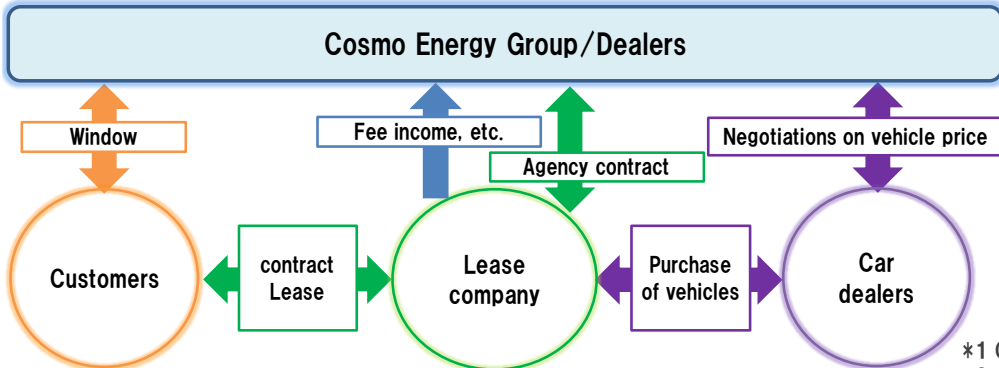 Cosmo Energy Group/Dealers
Window
Fee income, etc.
Agency contract
Negotiations on vehicle price
Customers
contract
Lease
Lease
company
Purchase
of vehicles
Car
dealers
*1